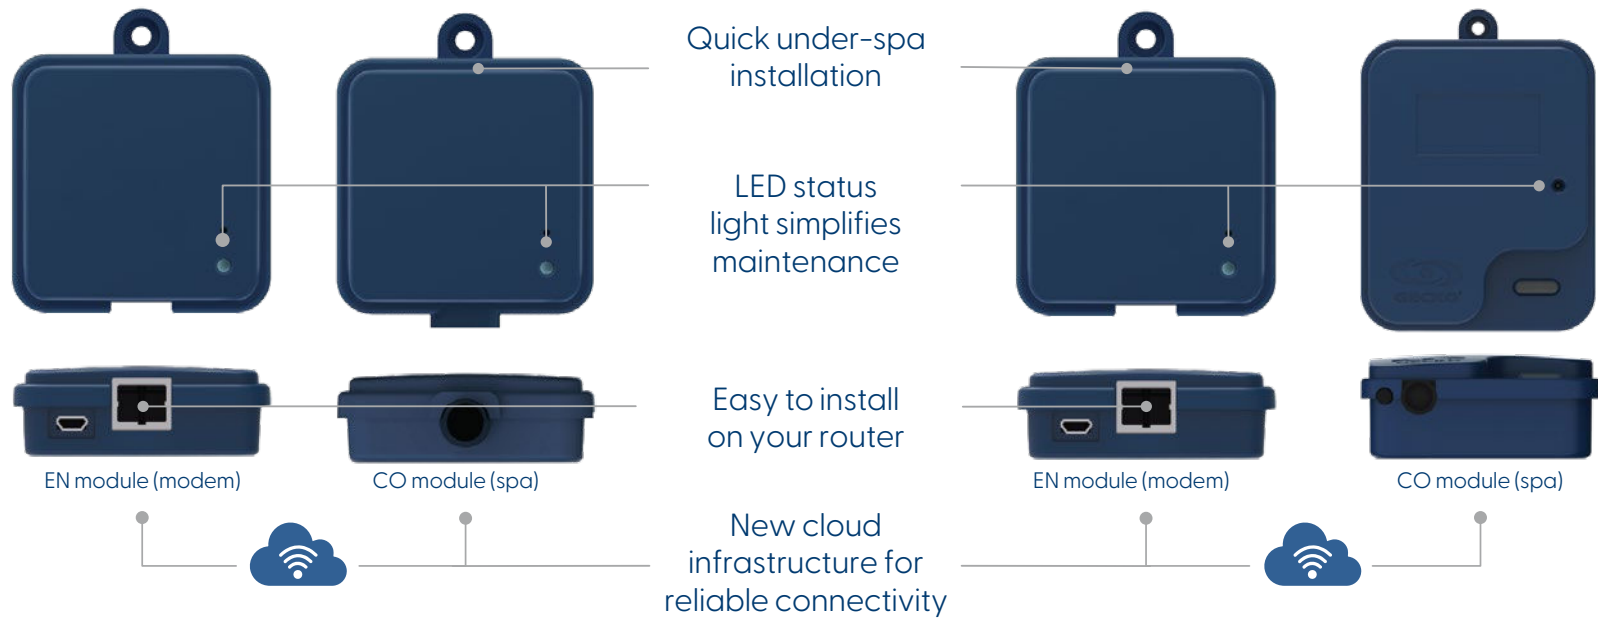 Quick under-spa
installation
LED status
light simplifies
maintenance
Easy to install
on your router
EN module (modem)
CO module (spa)
EN module (modem)
CO module (spa)
New cloud
infrastructure for
reliable connectivity